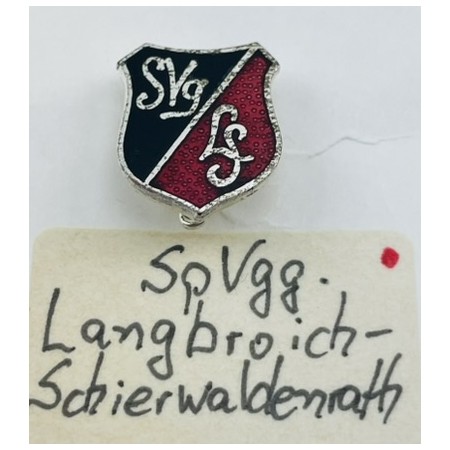 SVg
LS
SpVgg.
Langbroich-
Schierwaldenrath